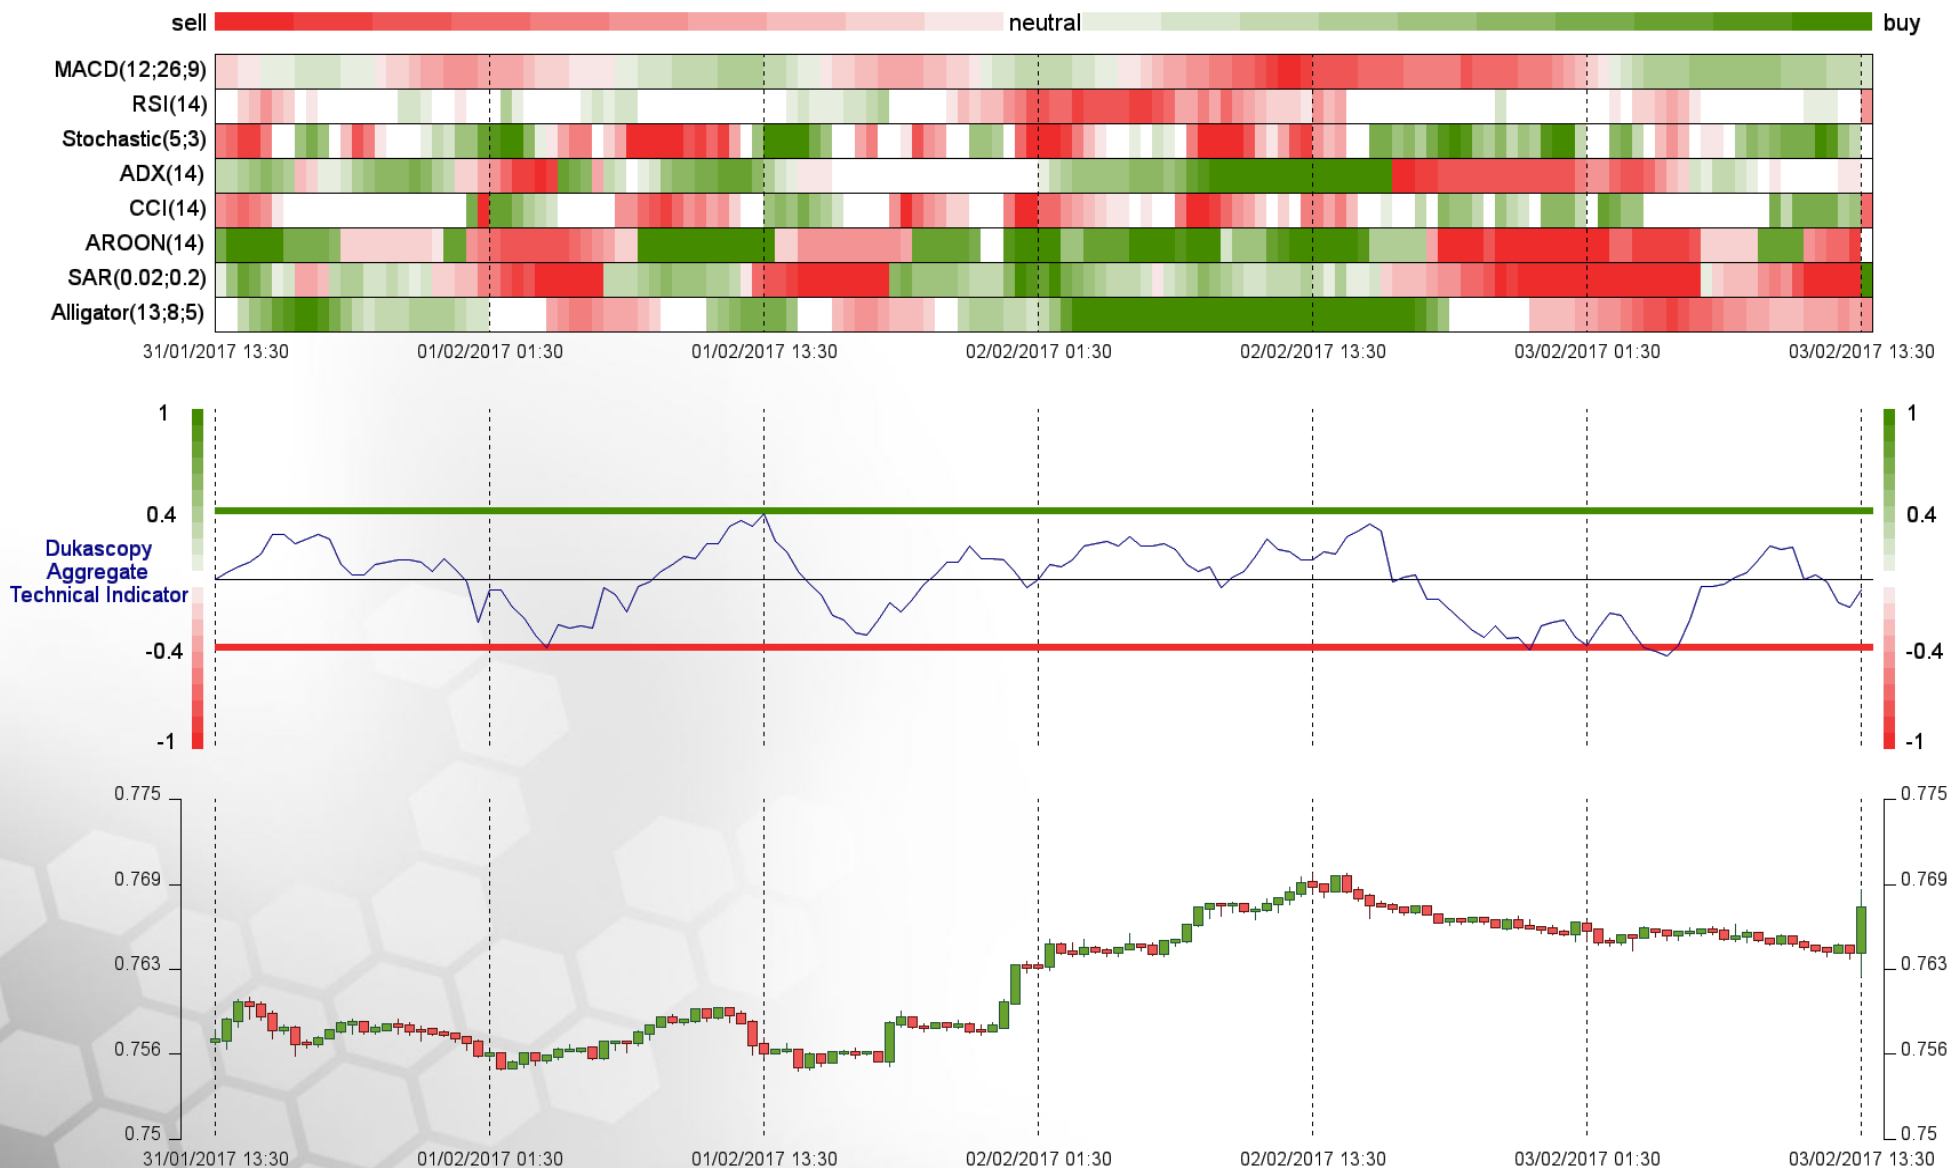 sell neutral buy
MACD(12;26;9)
RSI(14)
Stochastic(5;3)
ADX(14)
CCI(14)
AROON(14)
SAR(0.02;0.2)
Alligator(13;8;5)
31/01/2017 13:30 01/02/2017 01:30 01/02/2017 13:30 02/02/2017 01:30 02/02/2017 13:30 03/02/2017 01:30 03/02/2017 13:30
1 1
0.4 0.4
Dukascopy
Aggregate
Technical Indicator
-0.4 -0.4
-1 -1
0.775 0.775
0.769 0.769
0.763 0.763
0.756 0.756
0.75 0.75
31/01/2017 13:30 01/02/2017 01:30 01/02/2017 13:30 02/02/2017 01:30 02/02/2017 13:30 03/02/2017 01:30 03/02/2017 13:30